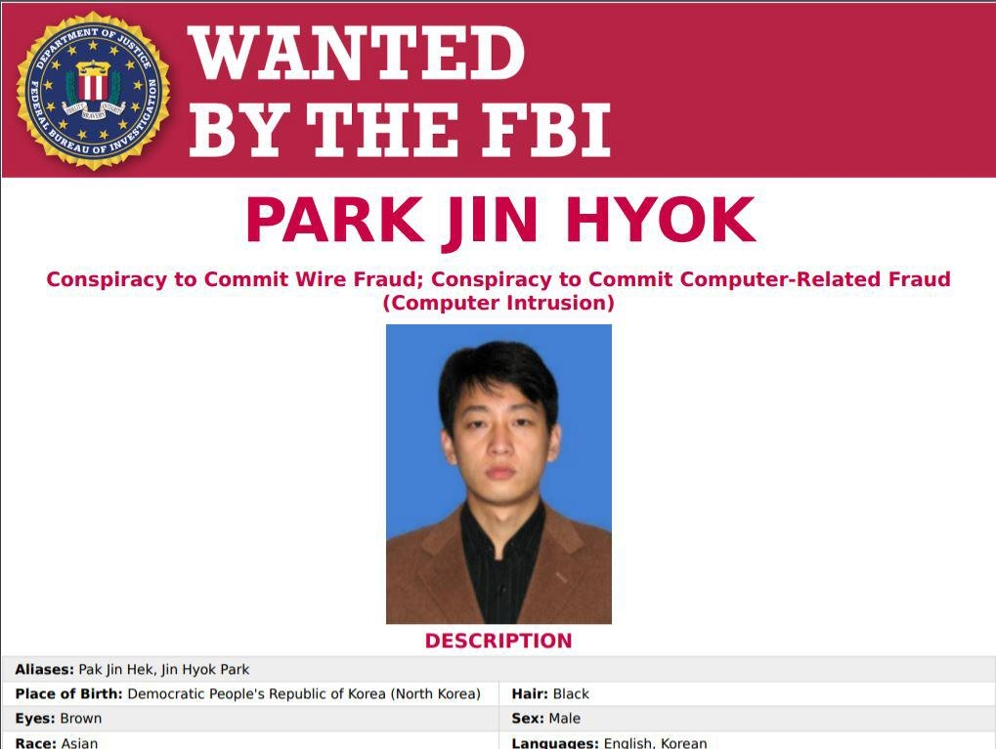 DEPARTMENT OF JUSTICE
FEDERAL BUREAU OF INVESTIGATION
WANTED
BY THE FBI
PARK JIN HYOK
Conspiracy to Commit Wire Fraud; Conspiracy to Commit Computer-Related Fraud
(Computer Intrusion)
DESCRIPTION
Aliases: Pak Jin Hek, Jin Hyok Park
Place of Birth: Democratic People's Republic of Korea (North Korea)
Hair: Black
Eyes: Brown
Sex: Male
Race: Asian
Languages: English, Korean